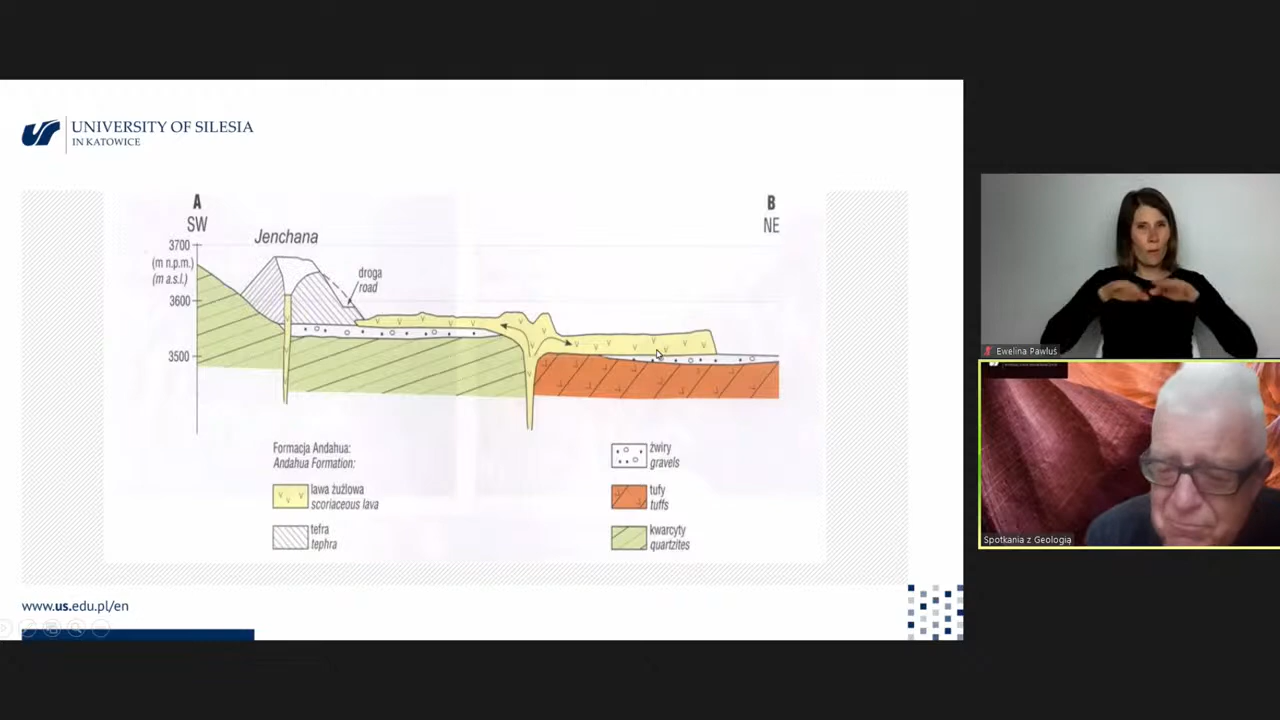 UNIVERSITY OF SILESIA
IN KATOWICE
A
SW
B
NE
Jenchana
3700
(m n.p.m.)
(m a.s.l.)
3600
3500
droga
road
Formacja Andahua:
Andahua Formation:
lawa żużlowa
scoriaceous lava
tefra
tephra
żwiry
gravels
tufy
tuffs
kwarcyty
quartzites
www.us.edu.pl/en
Ewelina Pawłuś
Spotkania z Geologią